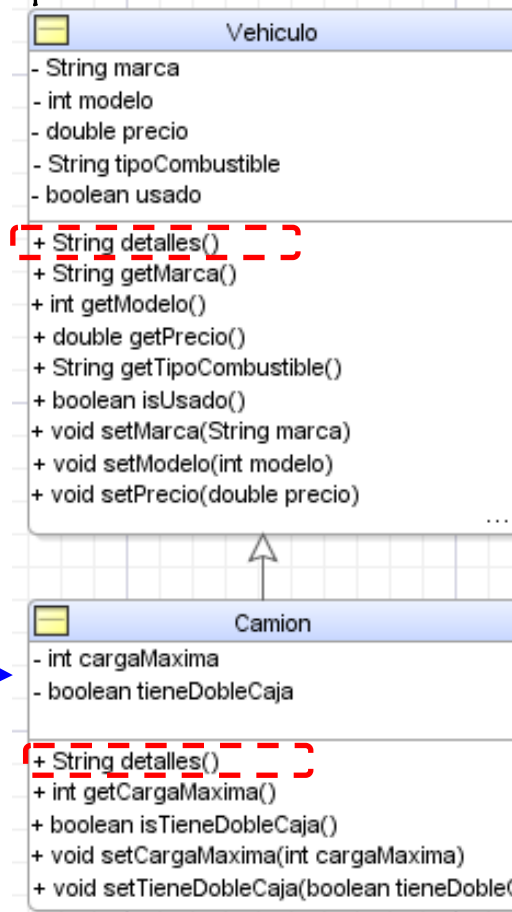 Vehiculo
- String marca
- int modelo
- double precio
- String tipoCombustible
- boolean usado
+ String detalles()
+ String getMarca()
+ int getModelo()
+ double getPrecio()
+ String getTipoCombustible()
+ boolean isUsado()
+ void setMarca(String marca)
+ void setModelo(int modelo)
+ void setPrecio(double precio)
...
Camion
- int cargaMaxima
- boolean tieneDobleCaja
+ String detalles()
+ int getCargaMaxima()
+ boolean isTieneDobleCaja()
+ void setCargaMaxima(int cargaMaxima)
+ void setTieneDobleCaja(boolean tieneDoble